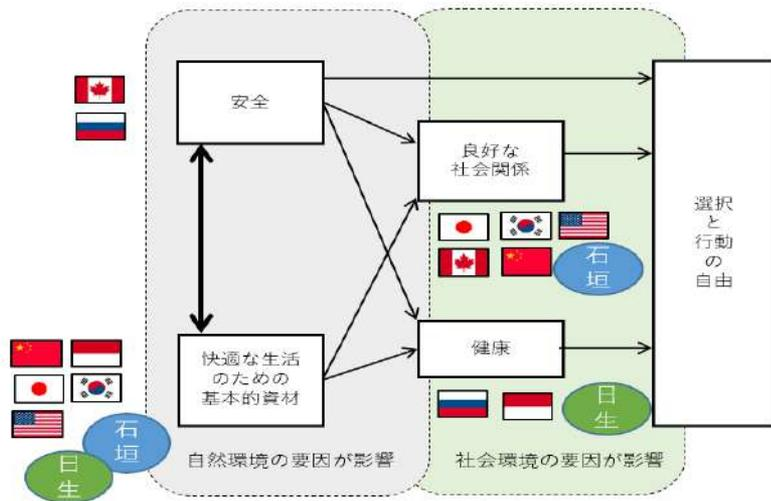 安全
良好な
社会関係
選択
と
行動
の
自由
石
垣
快適な生活
のための
基本的資材
健康
日
生
石
垣
日
生
自然環境の要因が影響
社会環境の要因が影響